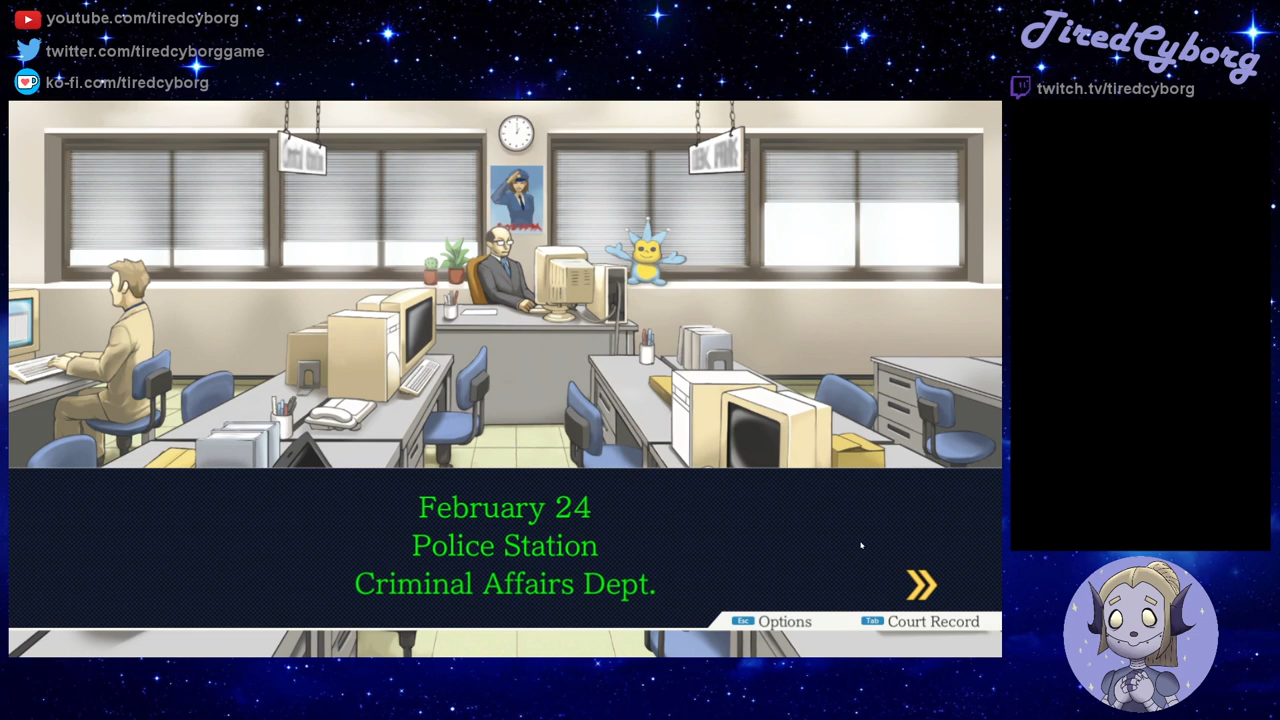 youtube.com/tiredcyborg
twitter.com/tiredcyborggame
ko-fi.com/tiredcyborg
TiredCyborg
twitch.tv/tiredcyborg
February 24
Police Station
Criminal Affairs Dept.
Esc Options
Tab Court Record